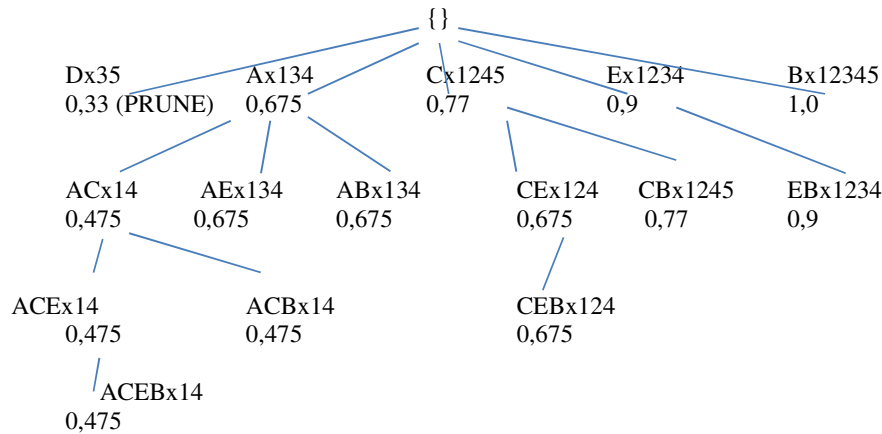 {}
Dx35 Ax134 Cx1245 Ex1234 Bx12345
0,33 (PRUNE) 0,675 0,77 0,9 1,0
ACx14 AEx134 ABx134 CEx124 CBx1245 EBx1234
0,475 0,675 0,675 0,675 0,77 0,9
ACEx14 ACBx14 CEBx124
0,475 0,475 0,675
ACEBx14
0,475